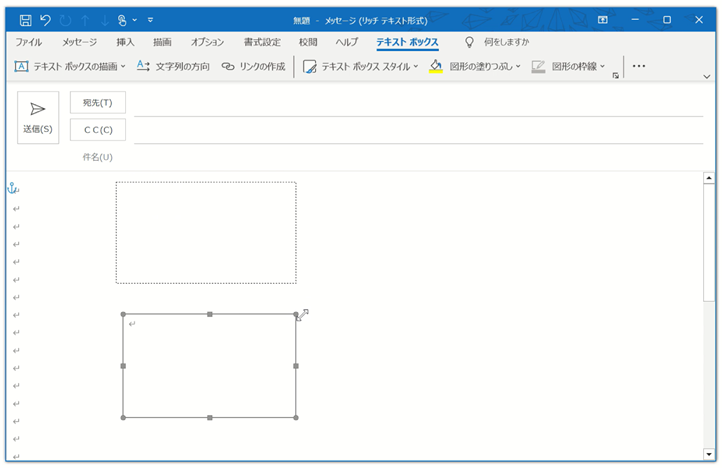 無題 - メッセージ (リッチ テキスト形式)
ファイル メッセージ 挿入 描画 オプション 書式設定 校閲 ヘルプ テキスト ボックス 何をしますか
テキスト ボックスの描画 文字列の方向 リンクの作成 テキスト ボックス スタイル 図形の塗りつぶし 図形の枠線 …
送信(S)
宛先(T)
C C(C)
件名(U)